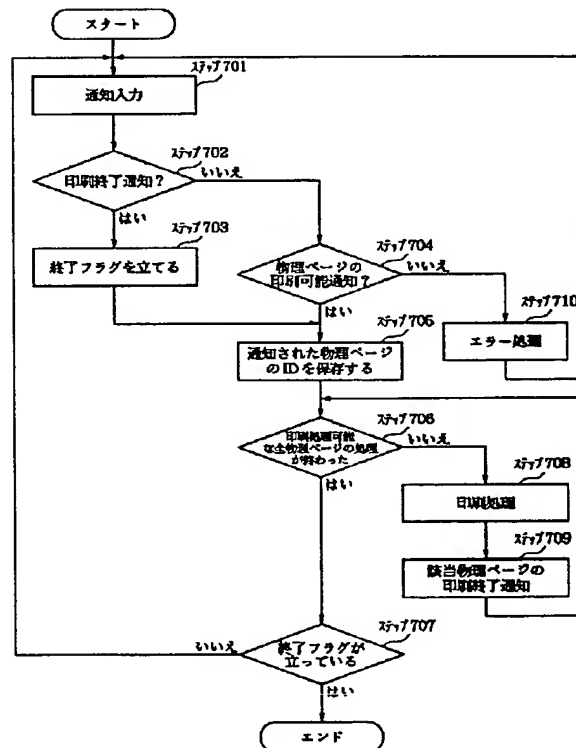 スタート
ステップ701
通知入力
ステップ702
印刷終了通知？
いいえ
はい
ステップ703
終了フラグを立てる
ステップ704
物理ページの
印刷可能通知？
いいえ
はい
ステップ710
エラー処理
ステップ705
通知された物理ページ
のIDを保存する
ステップ706
印刷処理可能
な全物理ページの処理
が終わった
いいえ
はい
ステップ708
印刷処理
ステップ709
該当物理ページの
印刷終了通知
ステップ707
終了フラグが
立っている
いいえ
はい
エンド